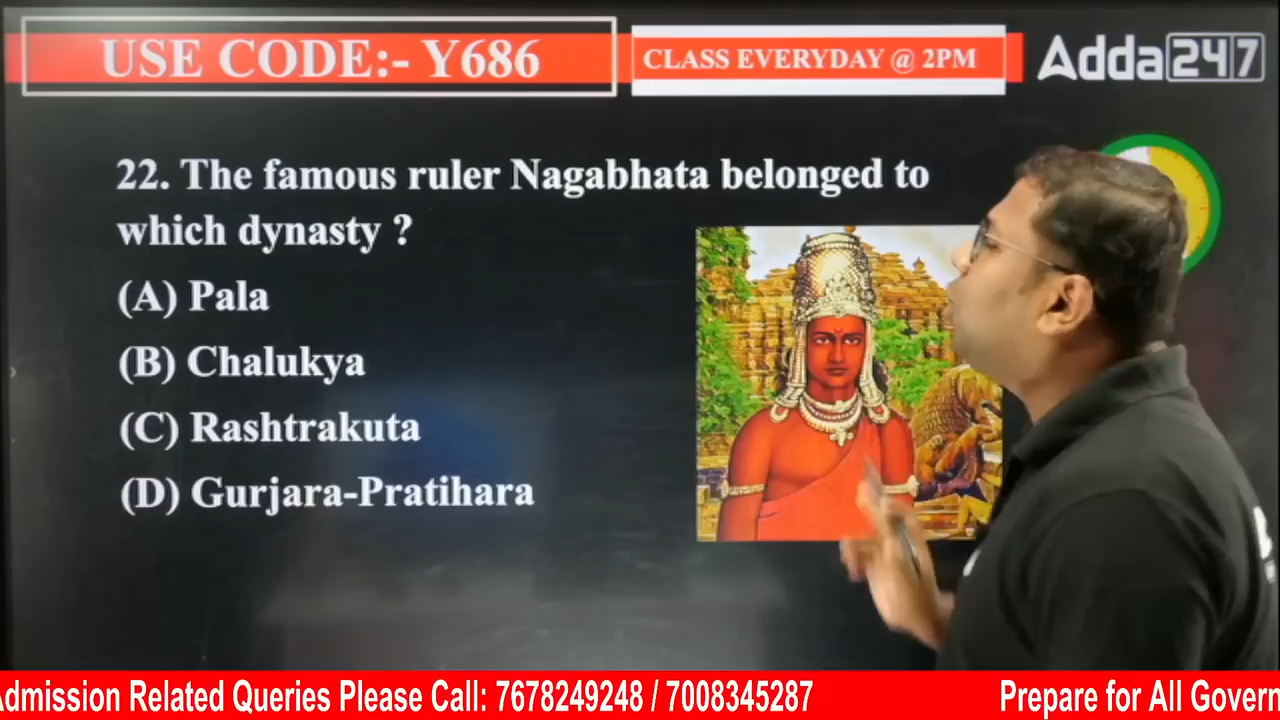 USE CODE:- Y686
CLASS EVERYDAY @ 2PM
Adda247
22. The famous ruler Nagabhata belonged to
which dynasty ?
(A) Pala
(B) Chalukya
(C) Rashtrakuta
(D) Gurjara-Pratihara
Admission Related Queries Please Call: 7678249248 / 7008345287 Prepare for All Govern